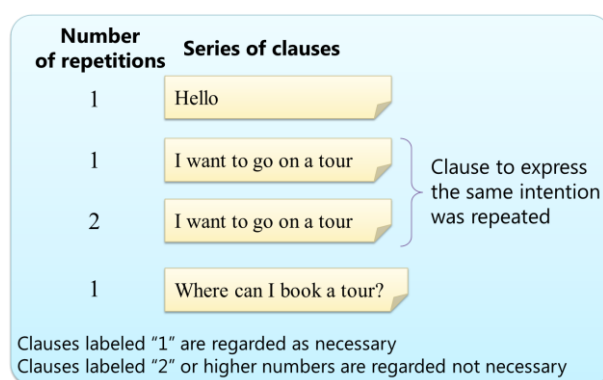 Number
of repetitions
Series of clauses
1
Hello
1
I want to go on a tour
2
I want to go on a tour
Clause to express
the same intention
was repeated
1
Where can I book a tour?
Clauses labeled “1” are regarded as necessary
Clauses labeled “2” or higher numbers are regarded not necessary